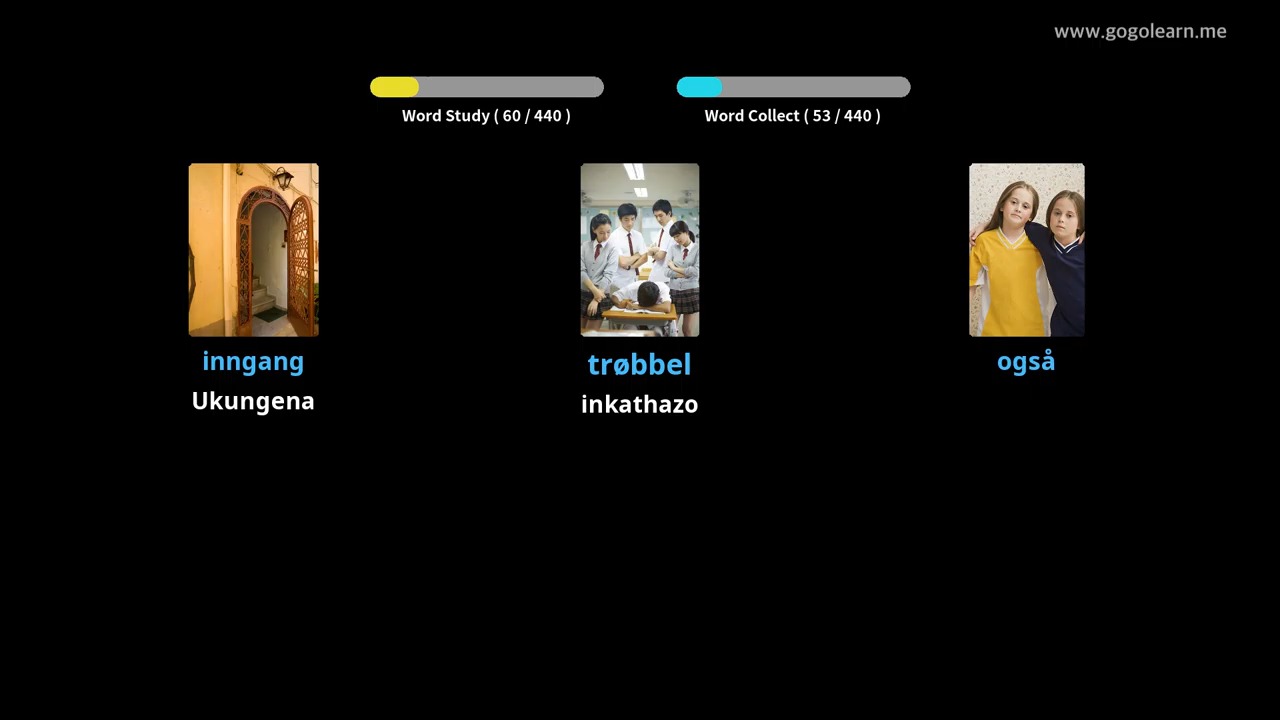 www.gogolearn.me
Word Study ( 60 / 440 )
Word Collect ( 53 / 440 )
inngang
Ukungena
trøbbel
inkathazo
også